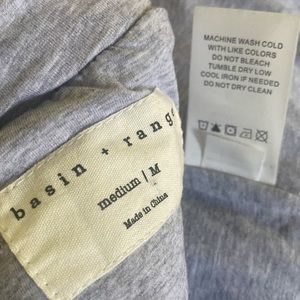 basin + range
medium | M
Made in China
MACHINE WASH COLD
WITH LIKE COLORS
DO NOT BLEACH
TUMBLE DRY LOW
COOL IRON IF NEEDED
DO NOT DRY CLEAN